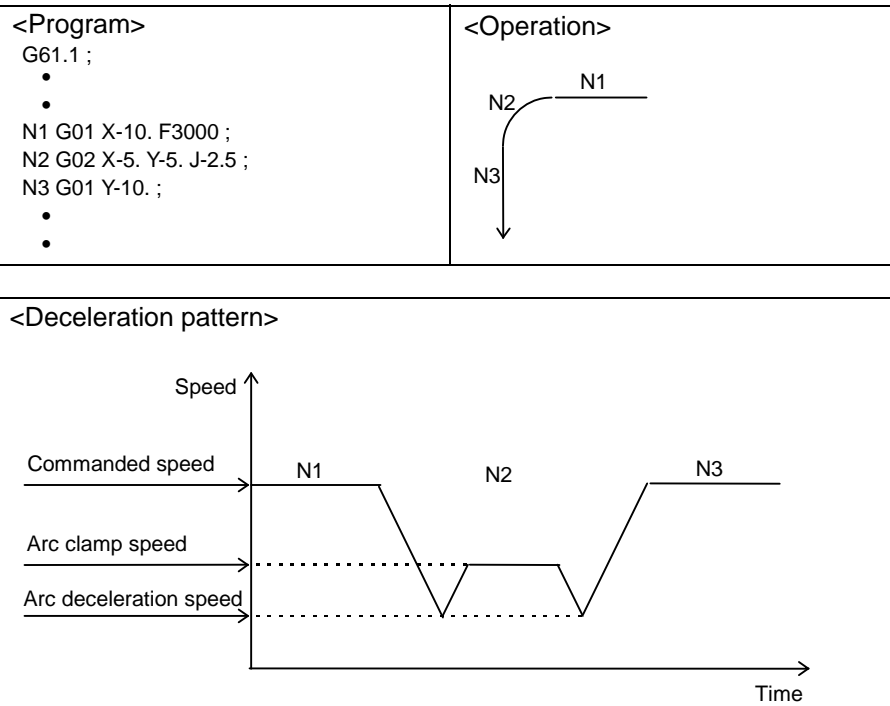 <Program>
G61.1 ;
•
•
N1 G01 X-10. F3000 ;
N2 G02 X-5. Y-5. J-2.5 ;
N3 G01 Y-10. ;
•
•
<Operation>
N1
N2
N3
<Deceleration pattern>
Speed
Commanded speed
N1
N2
N3
Arc clamp speed
Arc deceleration speed
Time